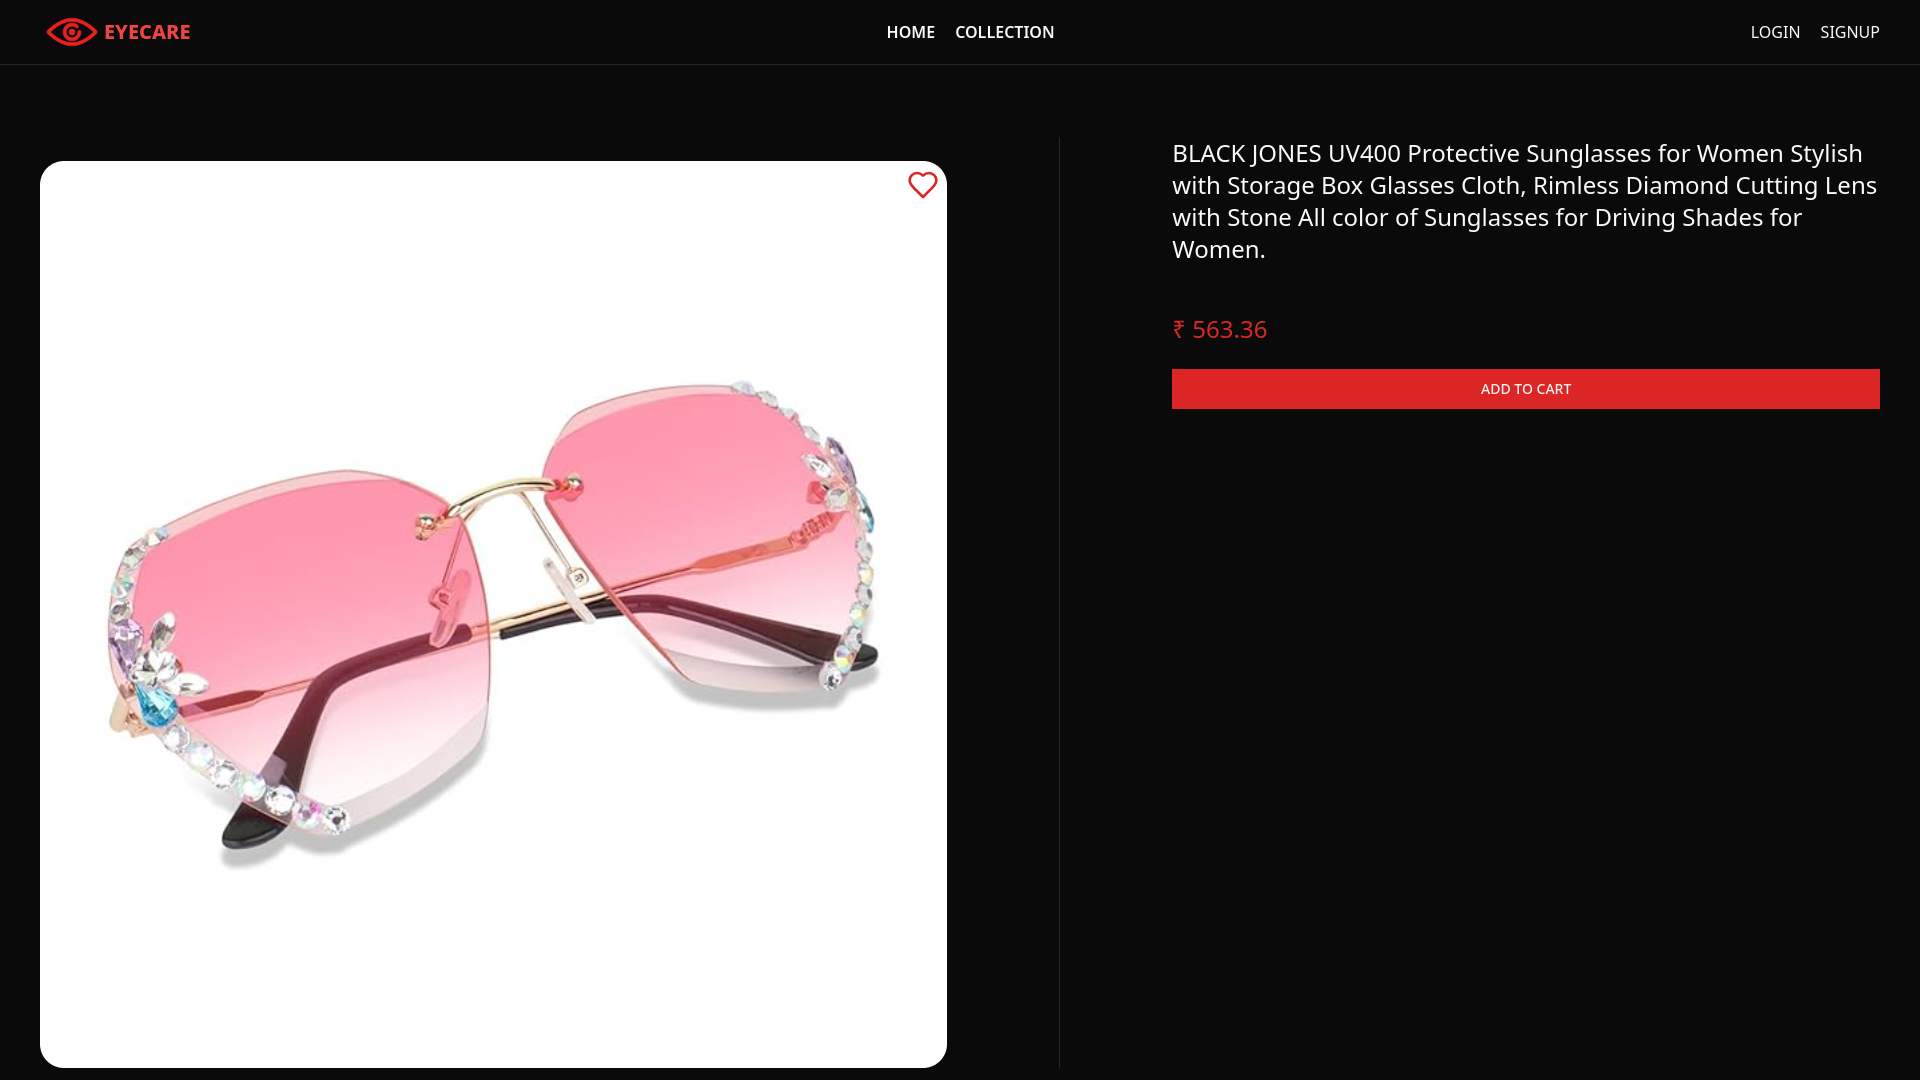 EYECARE
HOME COLLECTION
LOGIN SIGNUP
BLACK JONES UV400 Protective Sunglasses for Women Stylish
with Storage Box Glasses Cloth, Rimless Diamond Cutting Lens
with Stone All color of Sunglasses for Driving Shades for
Women.
₹ 563.36
ADD TO CART